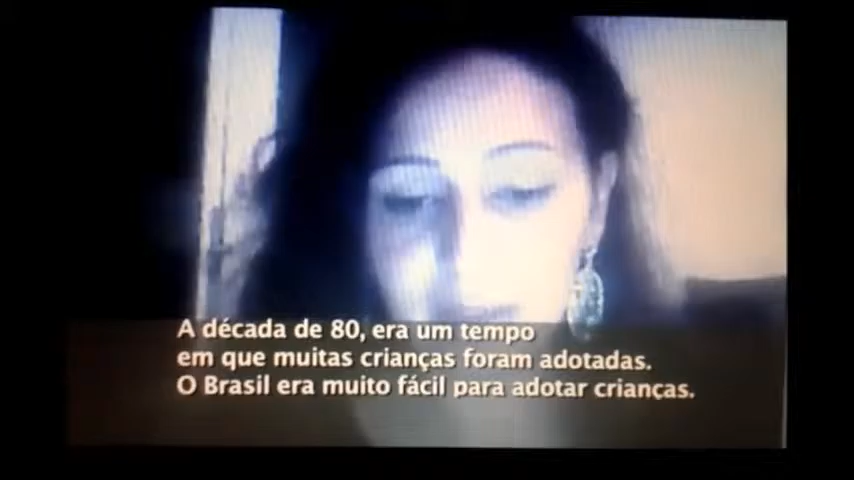 A década de 80, era um tempo
em que muitas crianças foram adotadas.
O Brasil era muito fácil para adotar crianças.